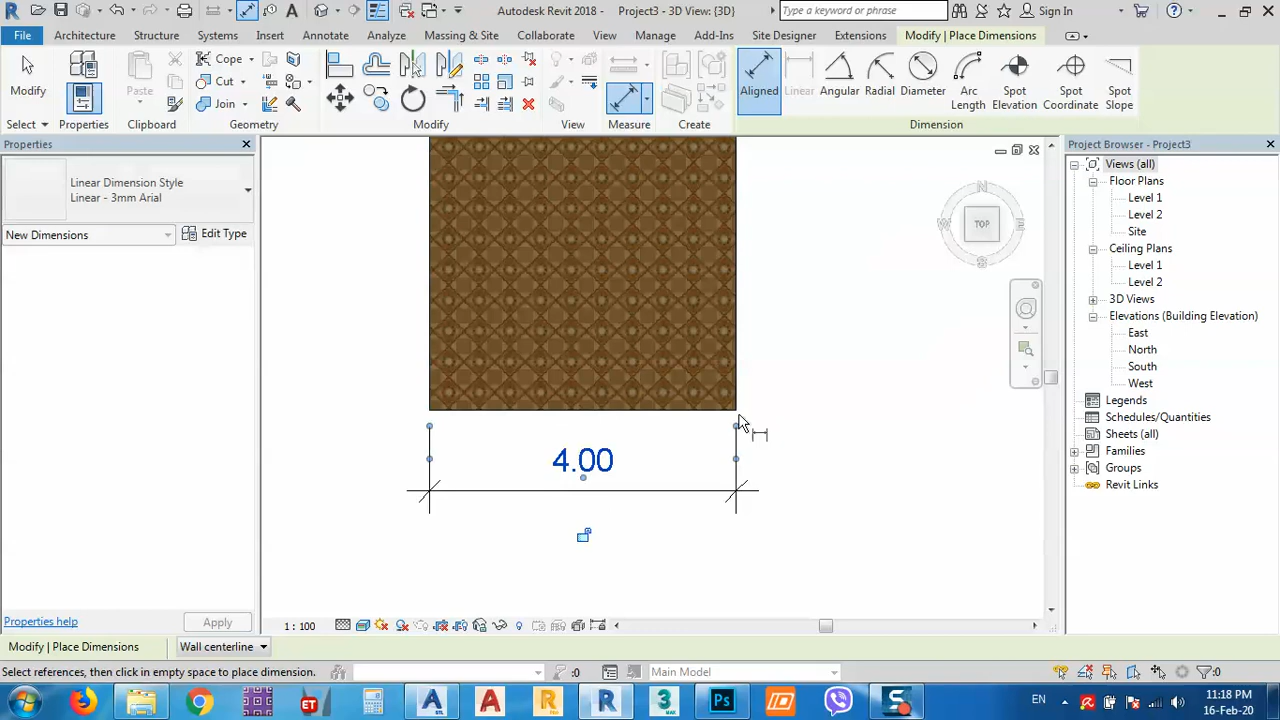 Autodesk Revit 2018 - Project3 - 3D View: {3D}
Type a keyword or phrase
Sign In
File
Architecture
Structure
Systems
Insert
Annotate
Analyze
Massing & Site
Collaborate
View
Manage
Add-Ins
Site Designer
Extensions
Modify | Place Dimensions
Modify
Paste
Cope
Cut
Join
Aligned
Linear
Angular
Radial
Diameter
Arc
Length
Spot
Elevation
Spot
Coordinate
Spot
Slope
Select
Properties
Clipboard
Geometry
Modify
View
Measure
Create
Dimension
Properties
Linear Dimension Style
Linear - 3mm Arial
New Dimensions
Edit Type
Properties help
Apply
4.00
N
W
TOP
E
S
1 : 100
Project Browser - Project3
Views (all)
Floor Plans
Level 1
Level 2
Site
Ceiling Plans
Level 1
Level 2
3D Views
Elevations (Building Elevation)
East
North
South
West
Legends
Schedules/Quantities
Sheets (all)
Families
Groups
Revit Links
Modify | Place Dimensions
Wall centerline
Select references, then click in empty space to place dimension.
:0
Main Model
:0
ET
A
A
R
R
3
Ps
S
EN
11:18 PM
16-Feb-20